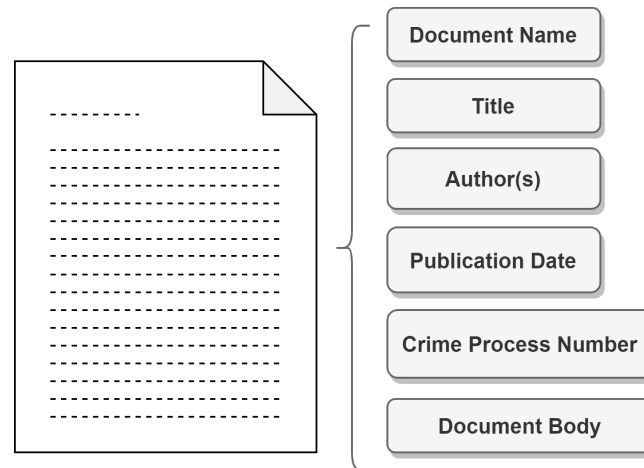 Document Name
Title
Author(s)
Publication Date
Crime Process Number
Document Body